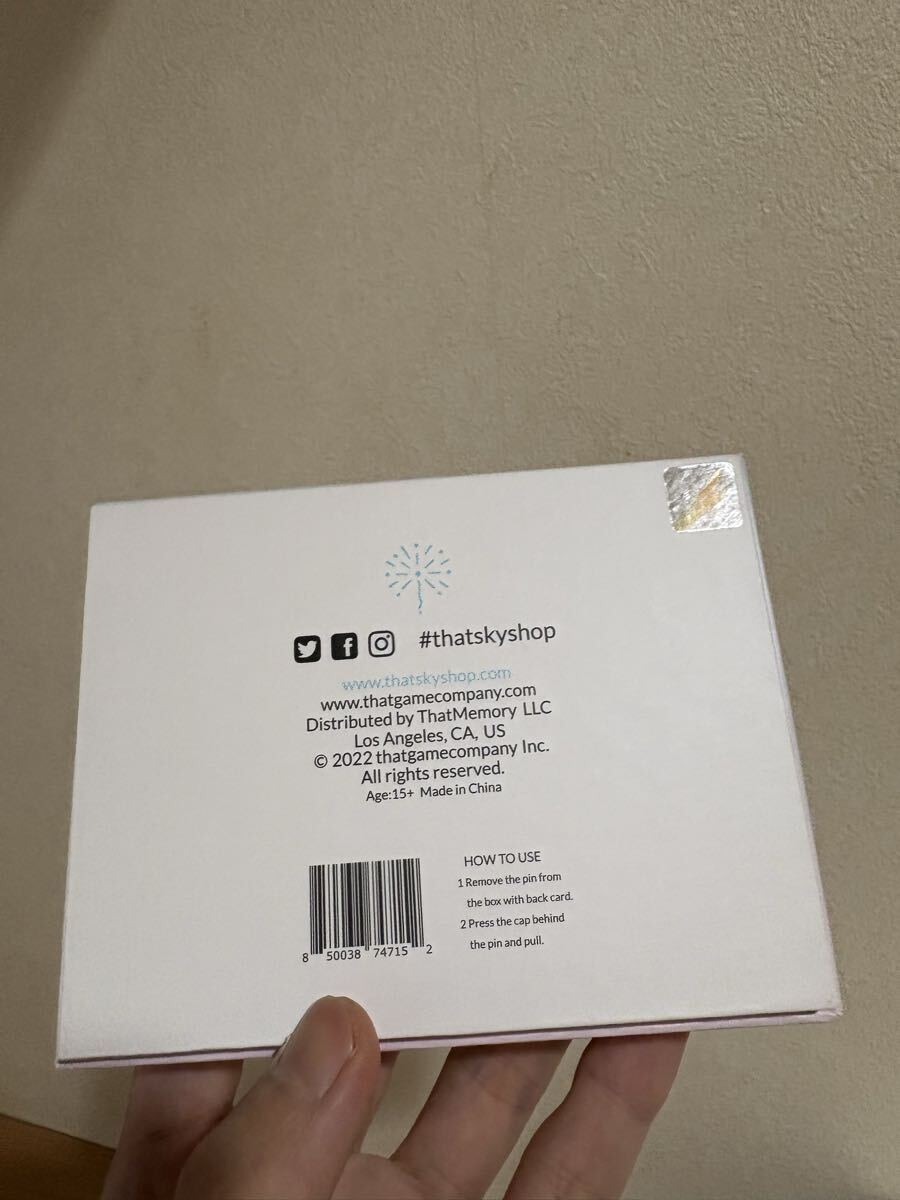 #thatskyshop
www.thatskyshop.com
www.thatgamecompany.com
Distributed by ThatMemory LLC
Los Angeles, CA, US
© 2022 thatgamecompany Inc.
All rights reserved.
Age:15+ Made in China
HOW TO USE
1 Remove the pin from
the box with back card.
2 Press the cap behind
the pin and pull.
8 50038 74715 2